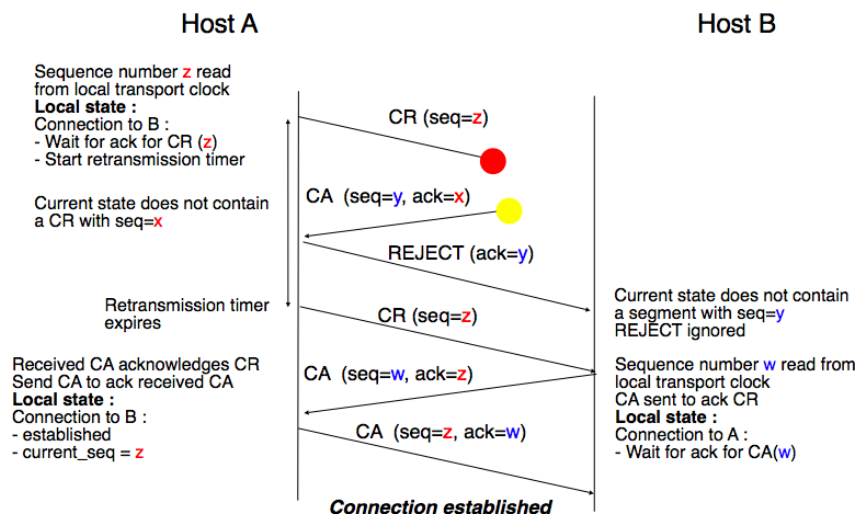 Host A
Host B
Sequence number z read
from local transport clock
Local state :
Connection to B :
- Wait for ack for CR (z)
- Start retransmission timer
CR (seq=z)
CA (seq=y, ack=x)
Current state does not contain
a CR with seq=x
REJECT (ack=y)
Current state does not contain
a segment with seq=y
REJECT ignored
Retransmission timer
expires
CR (seq=z)
Received CA acknowledges CR
Send CA to ack received CA
Local state :
Connection to B :
- established
- current_seq = z
CA (seq=w, ack=z)
Sequence number w read from
local transport clock
CA sent to ack CR
Local state :
Connection to A :
- Wait for ack for CA(w)
CA (seq=z, ack=w)
Connection established